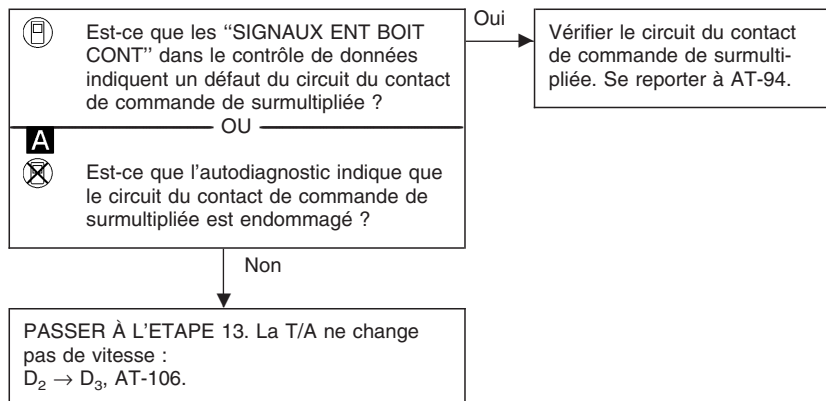 Est-ce que les “SIGNAUX ENT BOIT
CONT” dans le contrôle de données
indiquent un défaut du circuit du contact
de commande de surmultipliée ?
OU
A
Est-ce que l'autodiagnostic indique que
le circuit du contact de commande de
surmultipliée est endommagé ?
Oui
Vérifier le circuit du contact
de commande de surmulti-
pliée. Se reporter à AT-94.
Non
PASSER À L'ETAPE 13. La T/A ne change
pas de vitesse :
D₂ → D₃, AT-106.